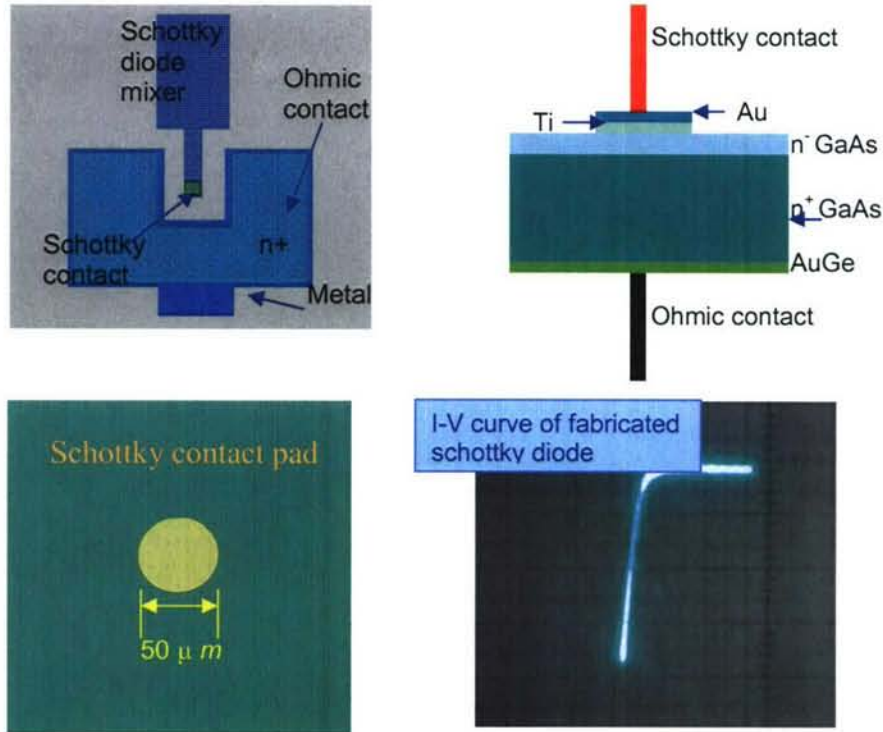 Schottky
diode
mixer
Ohmic
contact
Schottky
contact
n+
Metal
Schottky contact
Au
Ti
n⁻ GaAs
n⁺ GaAs
AuGe
Ohmic contact
Schottky contact pad
50 μ m
I-V curve of fabricated
schottky diode